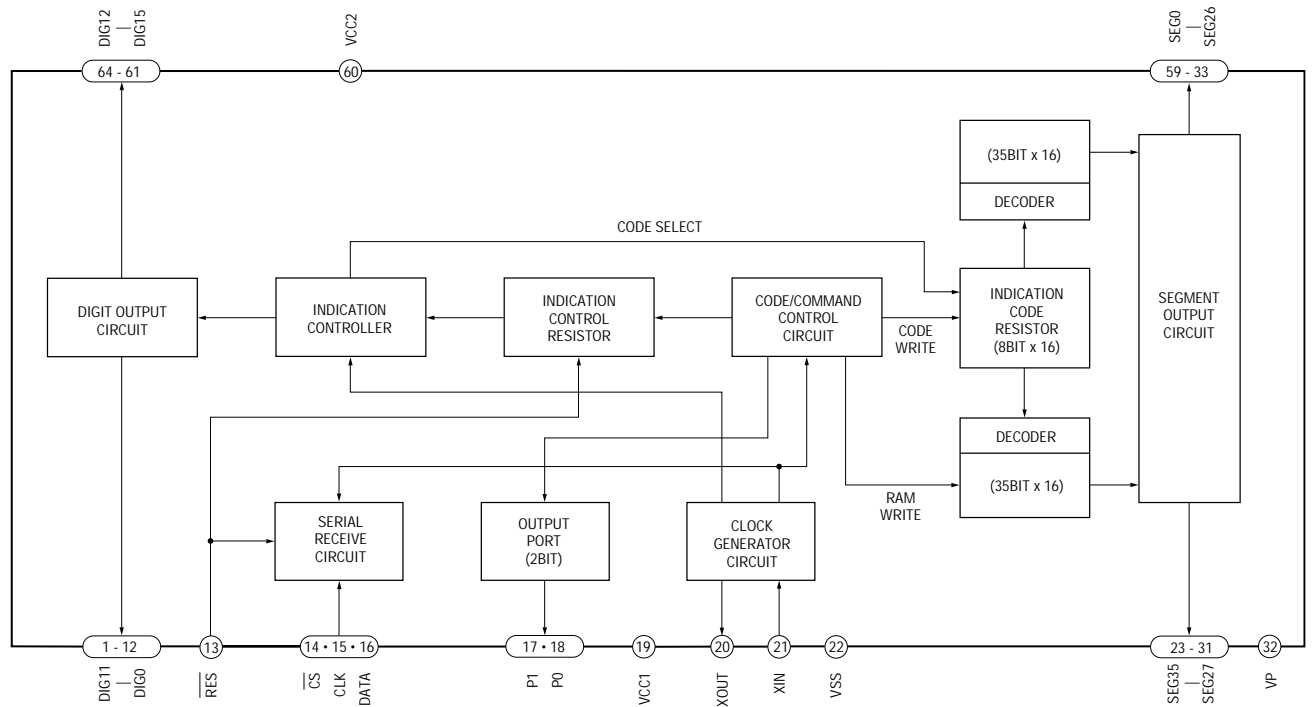 DIG12
—
DIG15
VCC2
SEG0
—
SEG26
64 - 61
60
59 - 33
(35BIT x 16)
DECODER
CODE SELECT
DIGIT OUTPUT
CIRCUIT
INDICATION
CONTROLLER
INDICATION
CONTROL
RESISTOR
CODE/COMMAND
CONTROL
CIRCUIT
CODE
WRITE
INDICATION
CODE
RESISTOR
(8BIT x 16)
SEGMENT
OUTPUT
CIRCUIT
DECODER
(35BIT x 16)
RAM
WRITE
SERIAL
RECEIVE
CIRCUIT
OUTPUT
PORT
(2BIT)
CLOCK
GENERATOR
CIRCUIT
1 - 12
13
14 • 15 • 16
17 • 18
19
20
21
22
23 - 31
32
DIG11
—
DIG0
RES
CS
CLK
DATA
P1
P0
VCC1
XOUT
XIN
VSS
SEG35
—
SEG27
VP